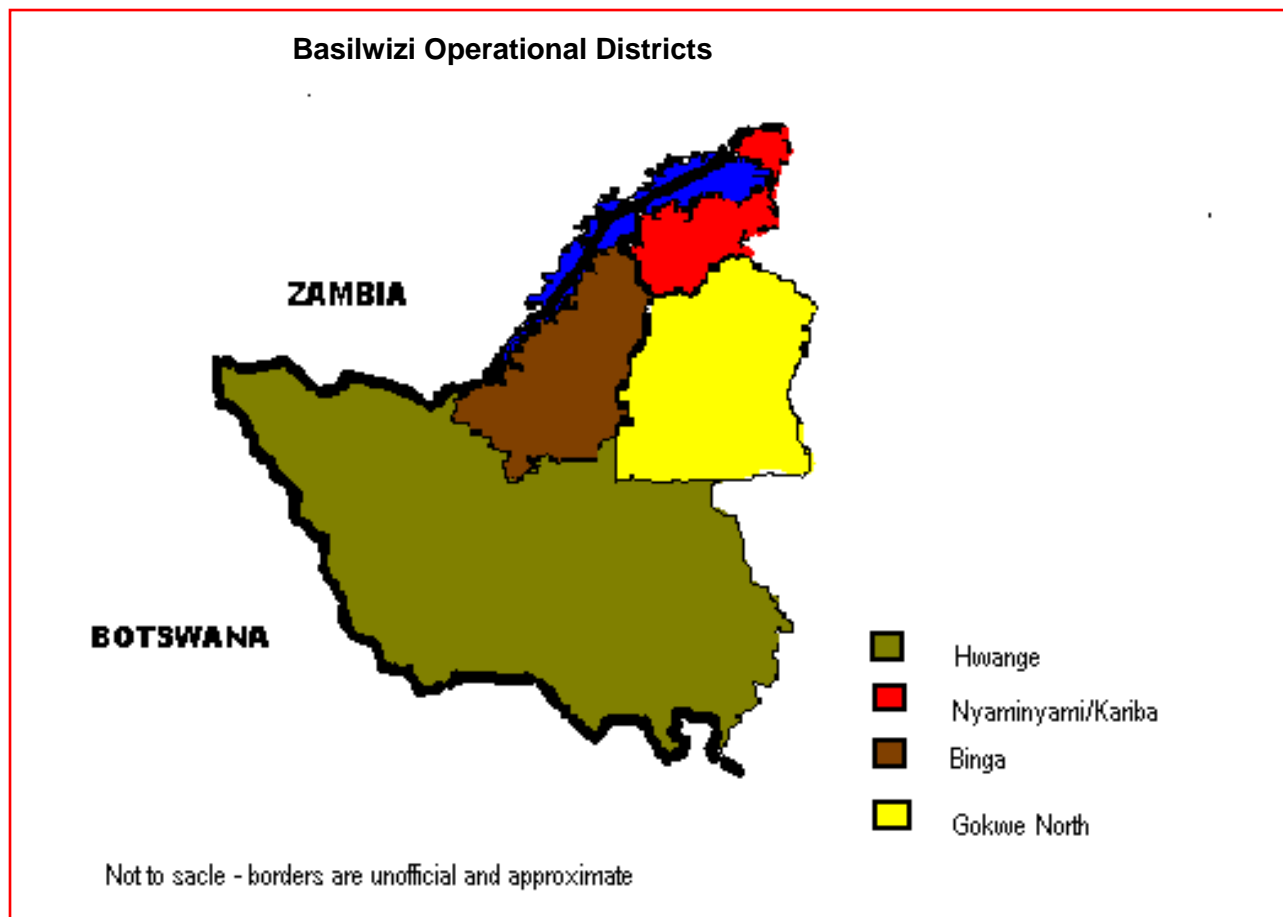 Basilwizi Operational Districts
ZAMBIA
BOTSWANA
Hwange
Nyaminyami/Kariba
Binga
Gokwe North
Not to sacle - borders are unofficial and approximate